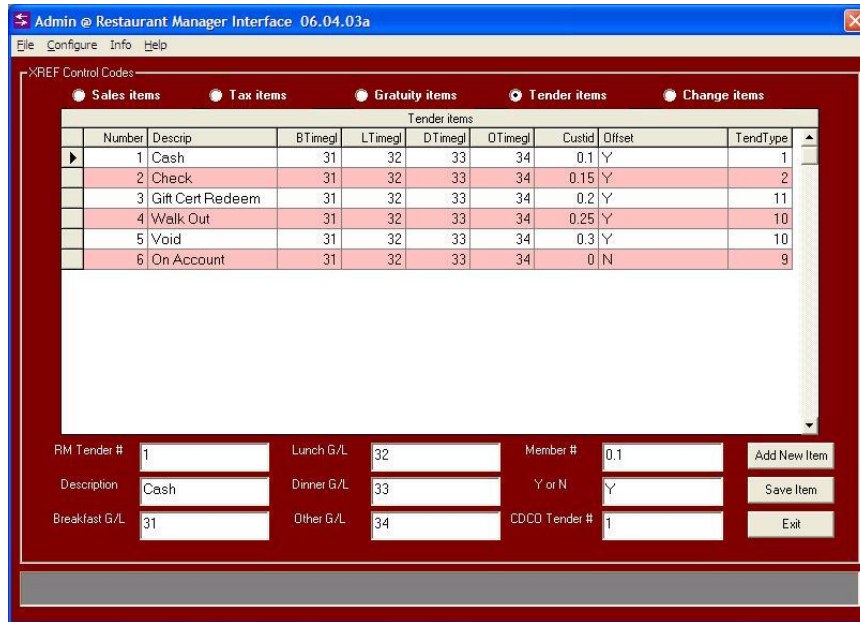 Admin @ Restaurant Manager Interface 06.04.03a
File Configure Info Help
XREF Control Codes
Sales items Tax items Gratuity items Tender items Change items
Tender items
Number Descrip BTimegl LTimegl DTimegl OTimegl Custid Offset TendType
1 Cash 31 32 33 34 0.1 Y 1
2 Check 31 32 33 34 0.15 Y 2
3 Gift Cert Redeem 31 32 33 34 0.2 Y 11
4 Walk Out 31 32 33 34 0.25 Y 10
5 Void 31 32 33 34 0.3 Y 10
6 On Account 31 32 33 34 0 N 9
RM Tender # 1 Lunch G/L 32 Member # 0.1 Add New Item
Description Cash Dinner G/L 33 Y or N Y Save Item
Breakfast G/L 31 Other G/L 34 CDCO Tender # 1 Exit